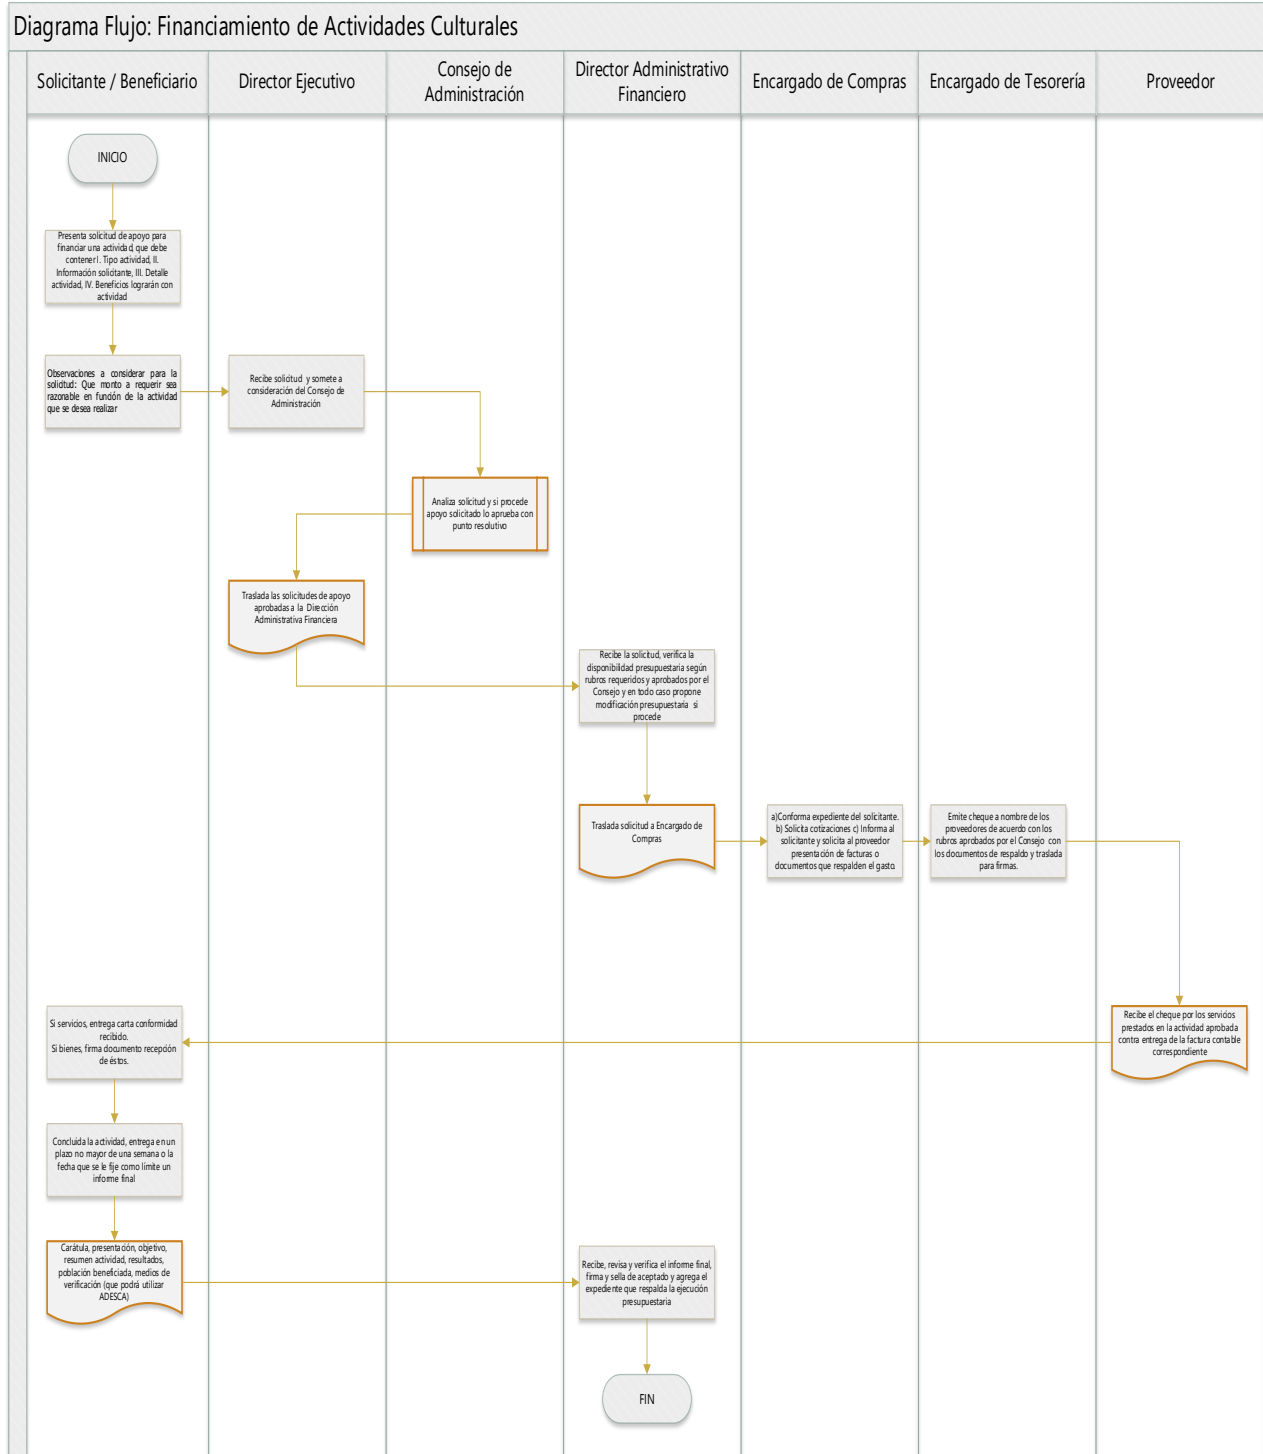 Diagrama Flujo: Financiamiento de Actividades Culturales
Solicitante / Beneficiario
Director Ejecutivo
Consejo de
Administración
Director Administrativo
Financiero
Encargado de Compras
Encargado de Tesorería
Proveedor
INICIO
Presenta solicitud de apoyo para
financiar una actividad, que debe
contener I. Tipo actividad, II.
Información solicitante, III. Detalle
actividad, IV. Beneficios lograrán con
actividad
Observaciones a considerar para la
solicitud: Que monto a requerir sea
razonable en función de la actividad
que se desea realizar
Recibe solicitud y somete a
consideración del Consejo de
Administración
Analiza solicitud y si procede
apoyo solicitado lo aprueba con
punto resolutivo
Traslada las solicitudes de apoyo
aprobadas a la Dirección
Administrativa Financiera
Recibe la solicitud, verifica la
disponibilidad presupuestaria según
rubros requeridos y aprobados por el
Consejo y en todo caso propone
modificación presupuestaria si
procede
Traslada solicitud a Encargado de
Compras
a)Conforma expediente del solicitante.
b) Solicita cotizaciones c) Informa al
solicitante y solicita al proveedor
presentación de facturas o
documentos que respalden el gasto.
Emite cheque a nombre de los
proveedores de acuerdo con los
rubros aprobados por el Consejo con
los documentos de respaldo y traslada
para firmas.
Recibe el cheque por los servicios
prestados en la actividad aprobada
contra entrega de la factura contable
correspondiente
Si servicios, entrega carta conformidad
recibido.
Si bienes, firma documento recepción
de éstos.
Concluida la actividad, entrega en un
plazo no mayor de una semana o la
fecha que se le fije como límite un
informe final
Carátula, presentación, objetivo,
resumen actividad, resultados,
población beneficiada, medios de
verificación (que podrá utilizar
ADESCA)
Recibe, revisa y verifica el informe final,
firma y sella de aceptado y agrega el
expediente que respalda la ejecución
presupuestaria
FIN